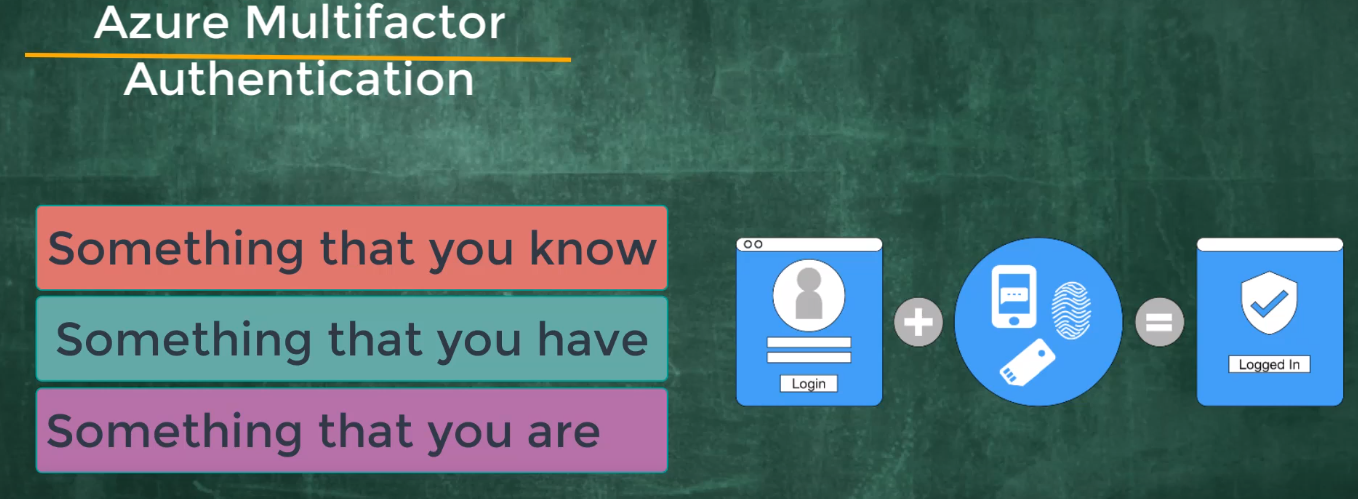 Azure Multifactor
Authentication
Something that you know
Something that you have
Something that you are
Login
Logged In